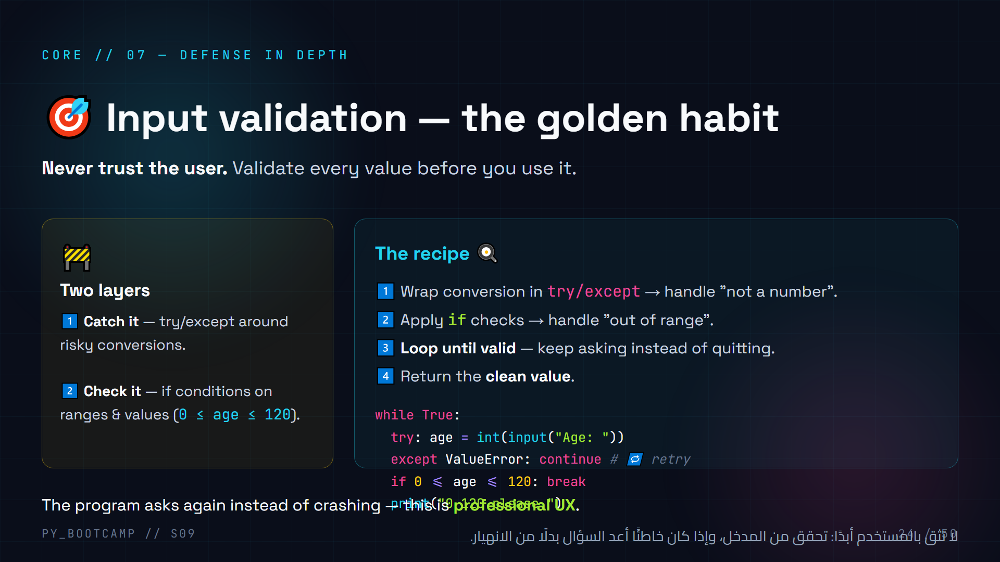 CORE // 07 — DEFENSE IN DEPTH
Input validation — the golden habit
Never trust the user. Validate every value before you use it.
Two layers
1 Catch it — try/except around
risky conversions.
2 Check it — if conditions on
ranges & values (0 ≤ age ≤ 120).
The recipe
1 Wrap conversion in try/except → handle ”not a number”.
2 Apply if checks → handle ”out of range”.
3 Loop until valid — keep asking instead of quitting.
4 Return the clean value.
while True:
try: age = int(input("Age: "))
except ValueError: continue # 🔁 retry
if 0 <= age <= 120: break
print("0-120 please.")
The program asks again instead of crashing — this is professional UX.
PY_BOOTCAMP // S09
لا تثق بالمستخدم أبدًا: تحقق من المدخل، وإذا كان خاطئًا أعد السؤال بدلًا من الانهيار.
24 / 50